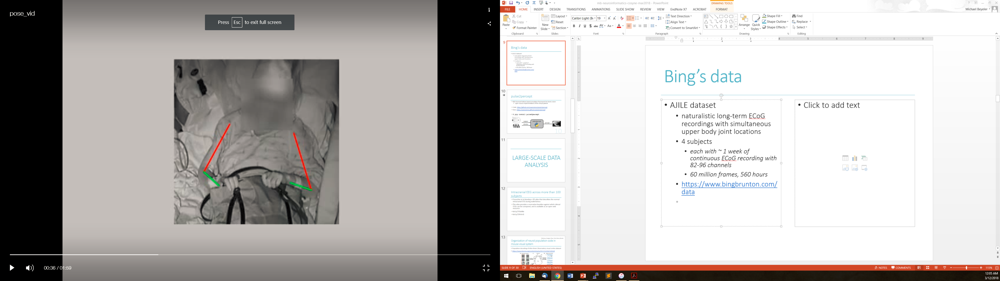 pose_vid
Press Esc to exit full screen
00:36 / 01:59
mb-neuroinformatics-cosyne-mar2018 - PowerPoint
DRAWING TOOLS
FILE HOME INSERT DESIGN TRANSITIONS ANIMATIONS SLIDE SHOW REVIEW VIEW EndNote X7 ACROBAT FORMAT
Michael Beyeler
Paste
Cut
Copy
Format Painter
Clipboard
New
Slide
Layout
Reset
Section
Slides
Calibri Light (B 19
Font
Text Direction
Align Text
Convert to SmartArt
Paragraph
Arrange
Quick
Styles
Shape Fill
Shape Outline
Shape Effects
Drawing
Find
Replace
Select
Editing
9
Bing's data
10
pulse2percept
$ pip install pulse2percept
11
LARGE-SCALE DATA
ANALYSIS
12
Intracranial EEG across more than 100
subjects
13
Organization of neural population code in
mouse visual system
Bing's data
• AJILE dataset
• naturalistic long-term ECoG
recordings with simultaneous
upper body joint locations
• 4 subjects
• each with ~ 1 week of
continuous ECoG recording with
82-96 channels
• 60 million frames, 560 hours
• https://www.bingbrunton.com/
data
• Click to add text
SLIDE 9 OF 30 ENGLISH (UNITED STATES)
NOTES COMMENTS 115%
12:05 AM
3/12/2018